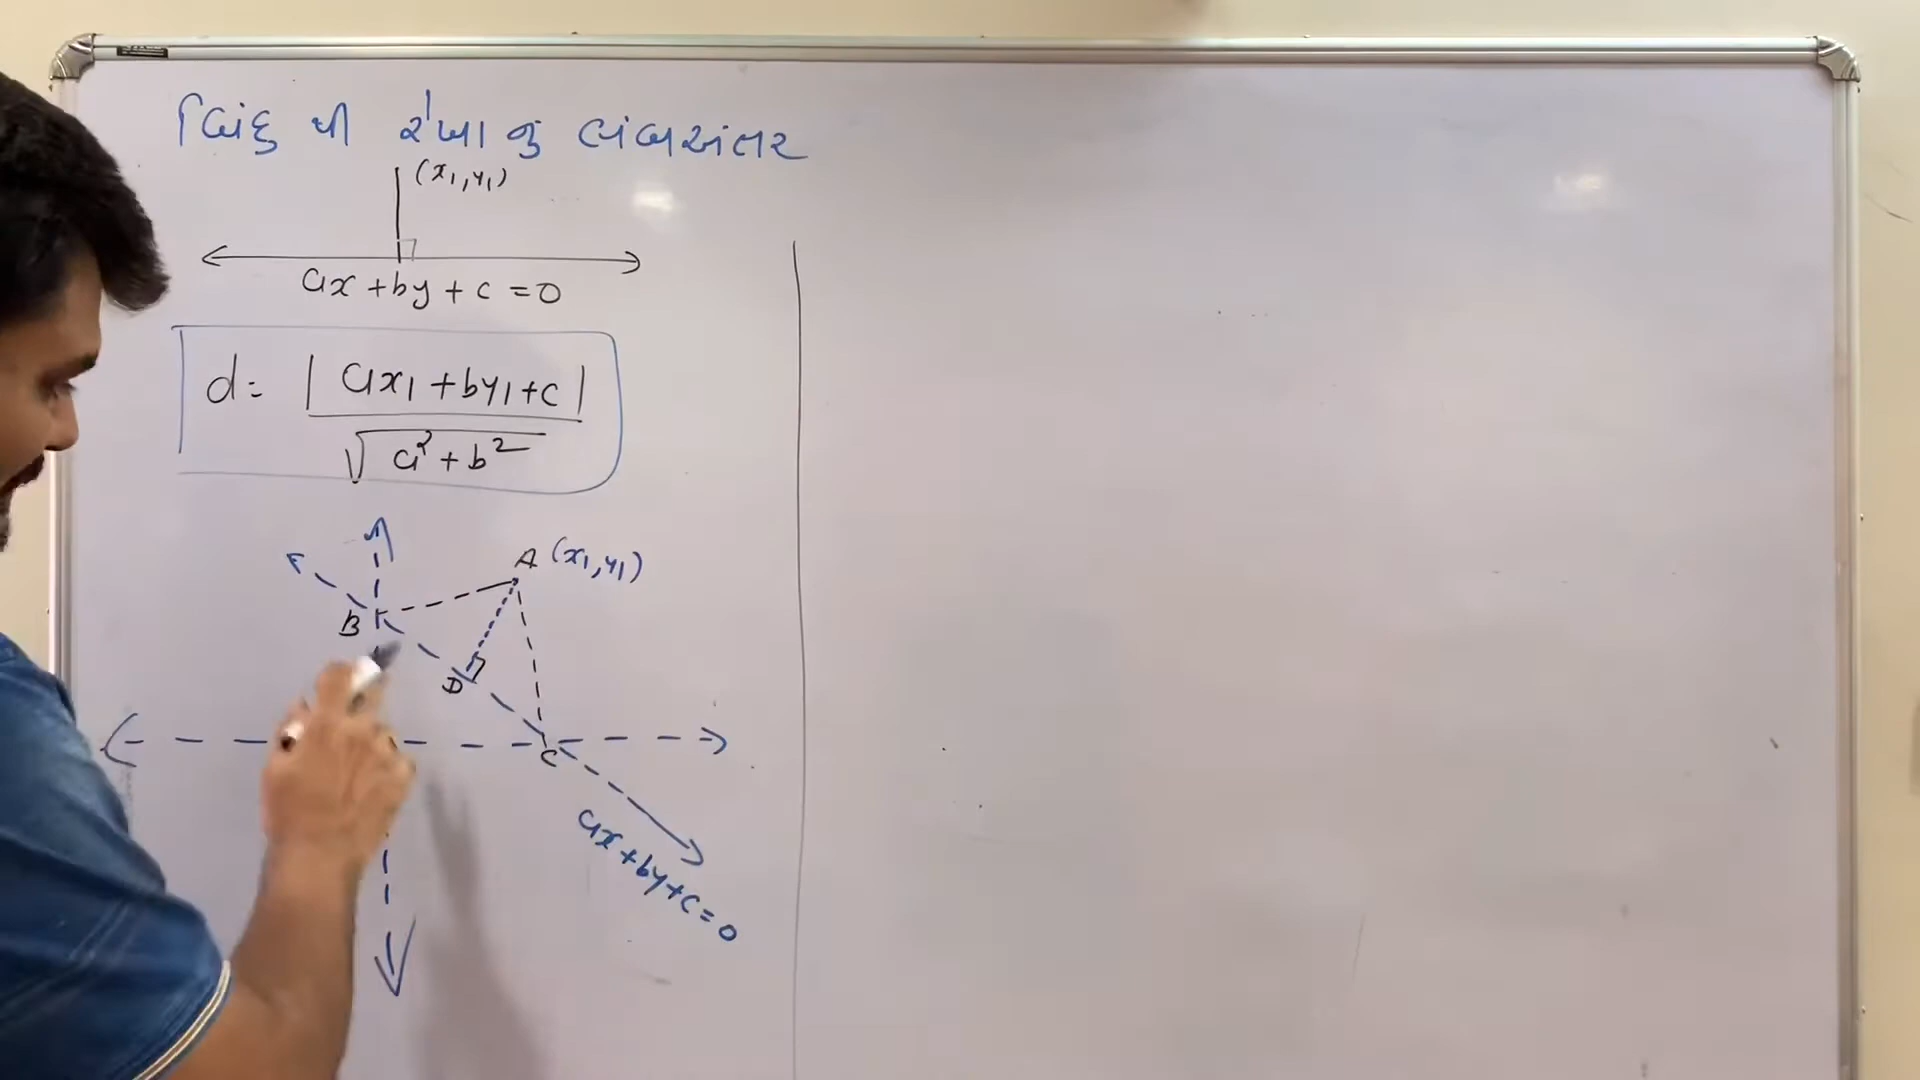 બિંદુ થી રેખા નું લંબઅંતર
(x₁,y₁)
ax + by + c = 0
d = |ax₁ + by₁ + c| / √(a² + b²)
A (x₁,y₁)
B
D
C
ax + by + c = 0